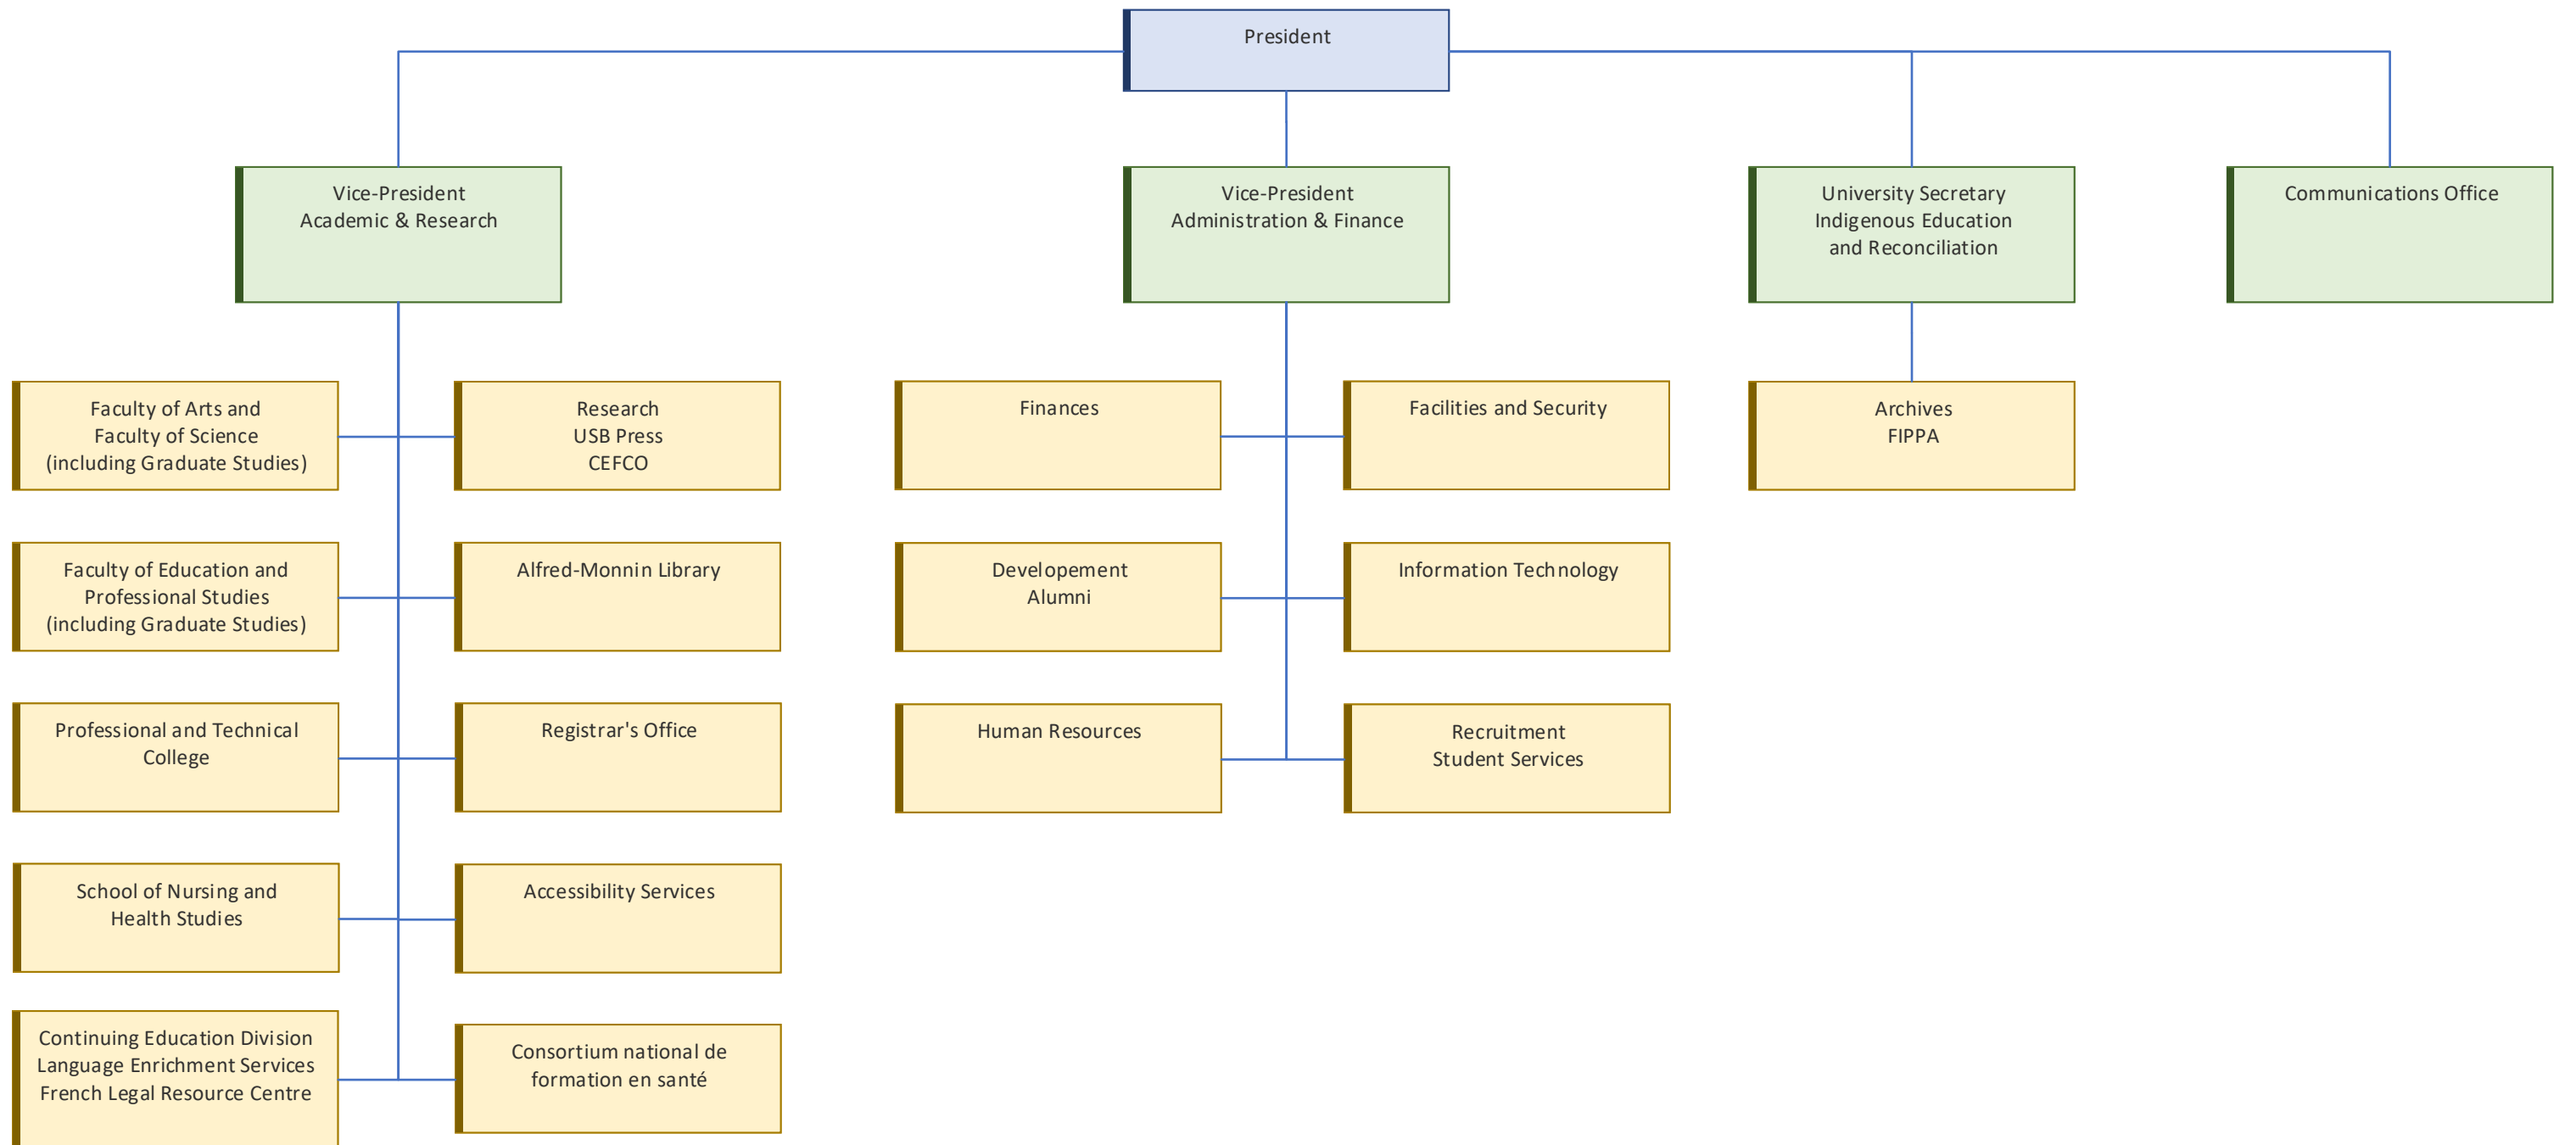 President
Vice-President
Academic & Research
Vice-President
Administration & Finance
University Secretary
Indigenous Education
and Reconciliation
Communications Office
Faculty of Arts and
Faculty of Science
(including Graduate Studies)
Research
USB Press
CEFCO
Finances
Facilities and Security
Archives
FIPPA
Faculty of Education and
Professional Studies
(including Graduate Studies)
Alfred-Monnin Library
Developement
Alumni
Information Technology
Professional and Technical
College
Registrar's Office
Human Resources
Recruitment
Student Services
School of Nursing and
Health Studies
Accessibility Services
Continuing Education Division
Language Enrichment Services
French Legal Resource Centre
Consortium national de
formation en santé